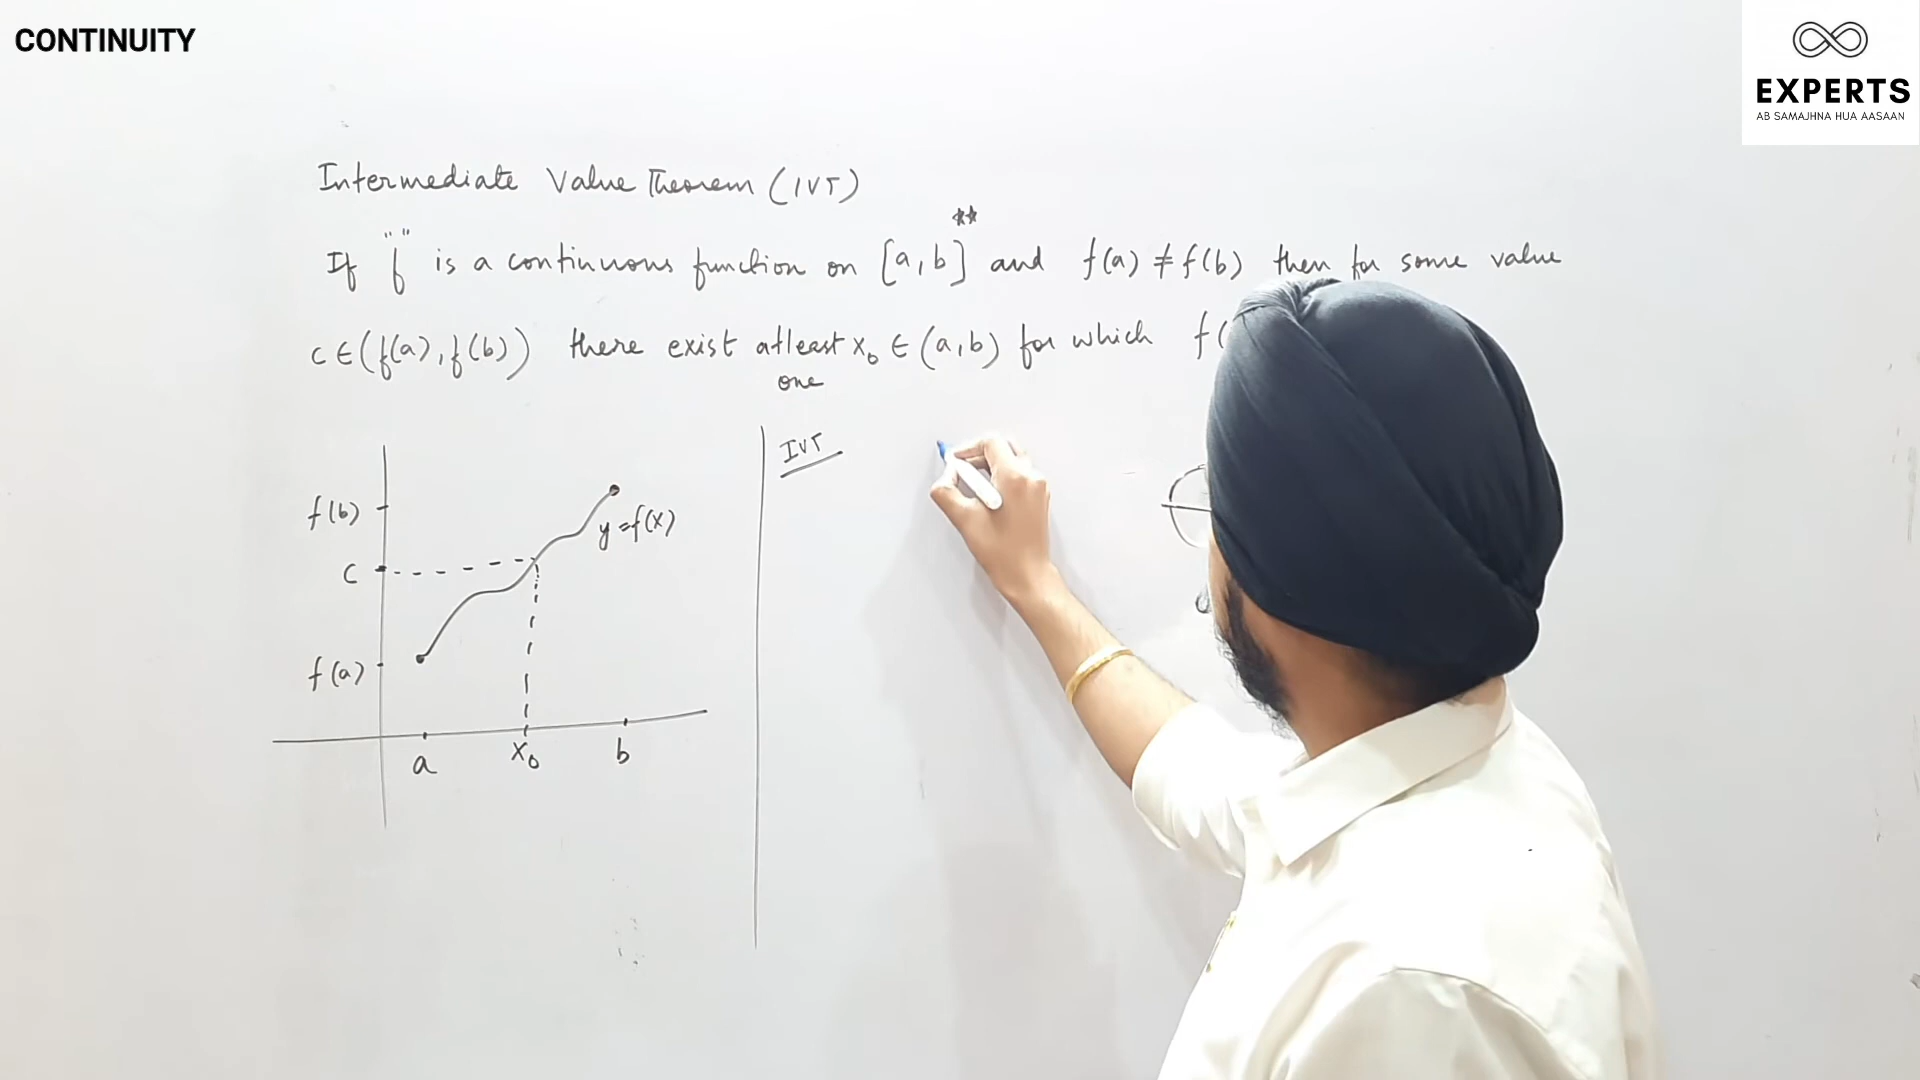 CONTINUITY
EXPERTS
AB SAMAJHNA HUA AASAAN
Intermediate Value Theorem (IVT)
If "f" is a continuous function on [a,b]** and f(a) ≠ f(b) then for some value
c ∈ (f(a), f(b)) there exist atleast x₀ ∈ (a,b) for which f(
one
IVT
f(b)
y=f(x)
c
f(a)
a x₀ b